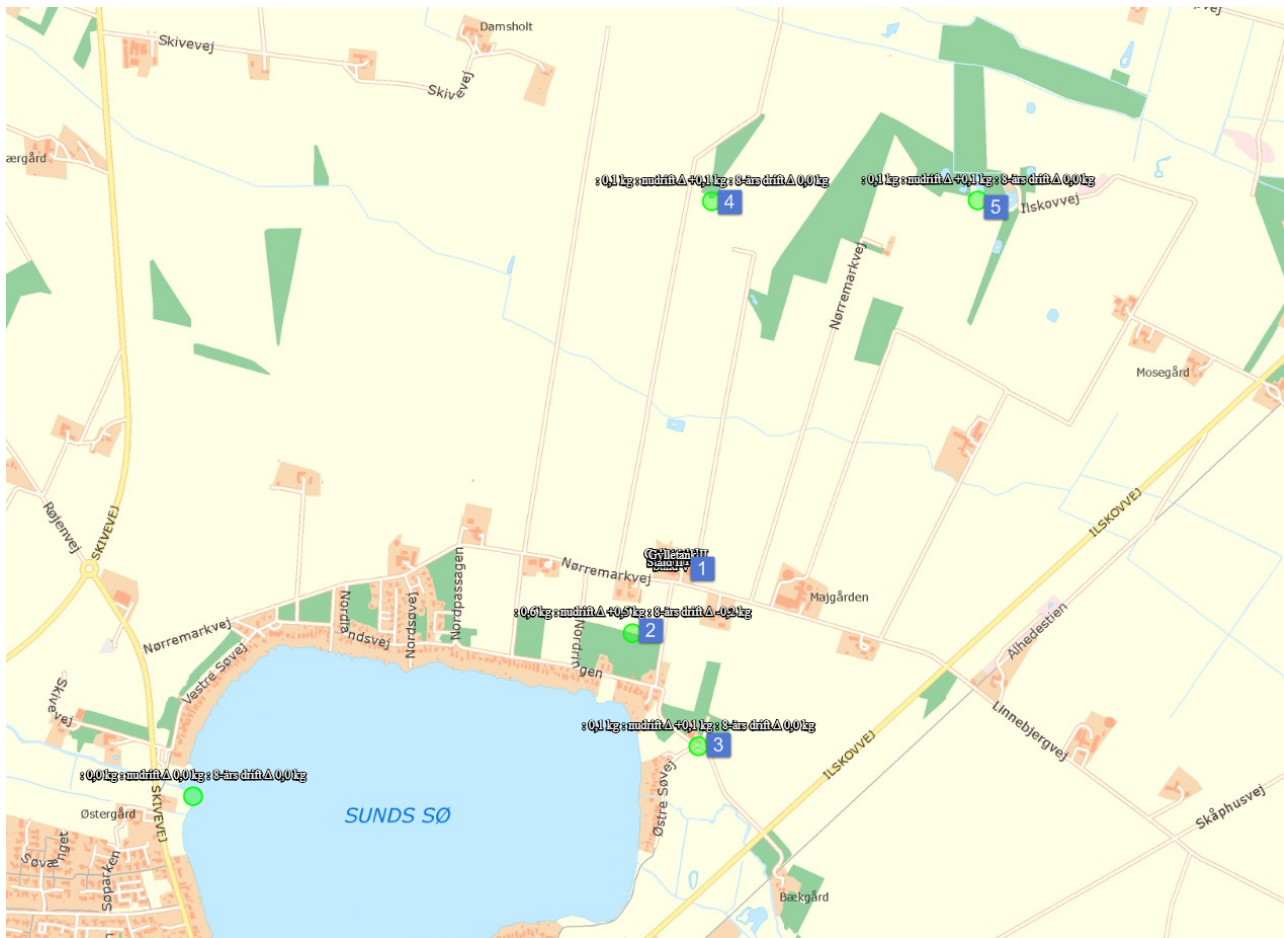 Damsholt
Skivevej
Skivevej
ærgård
: 0,1 kg : nudrift Δ +0,1 kg : 8-års drift Δ 0,0 kg
: 0,1 kg : nudrift Δ +0,1 kg : 8-års drift Δ 0,0 kg
4
5
Ilskovvej
Nørremarkvej
Mosegård
ILSKOVVEJ
Røjenvej
SKIVEVEJ
Nordpassagen
Nørremarkvej
Gylletank
1
Majgården
: 0,6 kg : nudrift Δ +0,5 kg : 8-års drift Δ -0,2 kg
2
Nordlandsvej
Nordsøvej
Nørremarkvej
Nordringen
Vestre Søvej
Alhedestien
Skivevej
Linnebjergvej
: 0,1 kg : nudrift Δ +0,1 kg : 8-års drift Δ 0,0 kg
3
ILSKOVVEJ
: 0,0 kg : nudrift Δ 0,0 kg : 8-års drift Δ 0,0 kg
SKIVEVEJ
Østre Søvej
Skåphusvej
Østergård
SUNDS SØ
Søvænget
Søparken
Bækgård